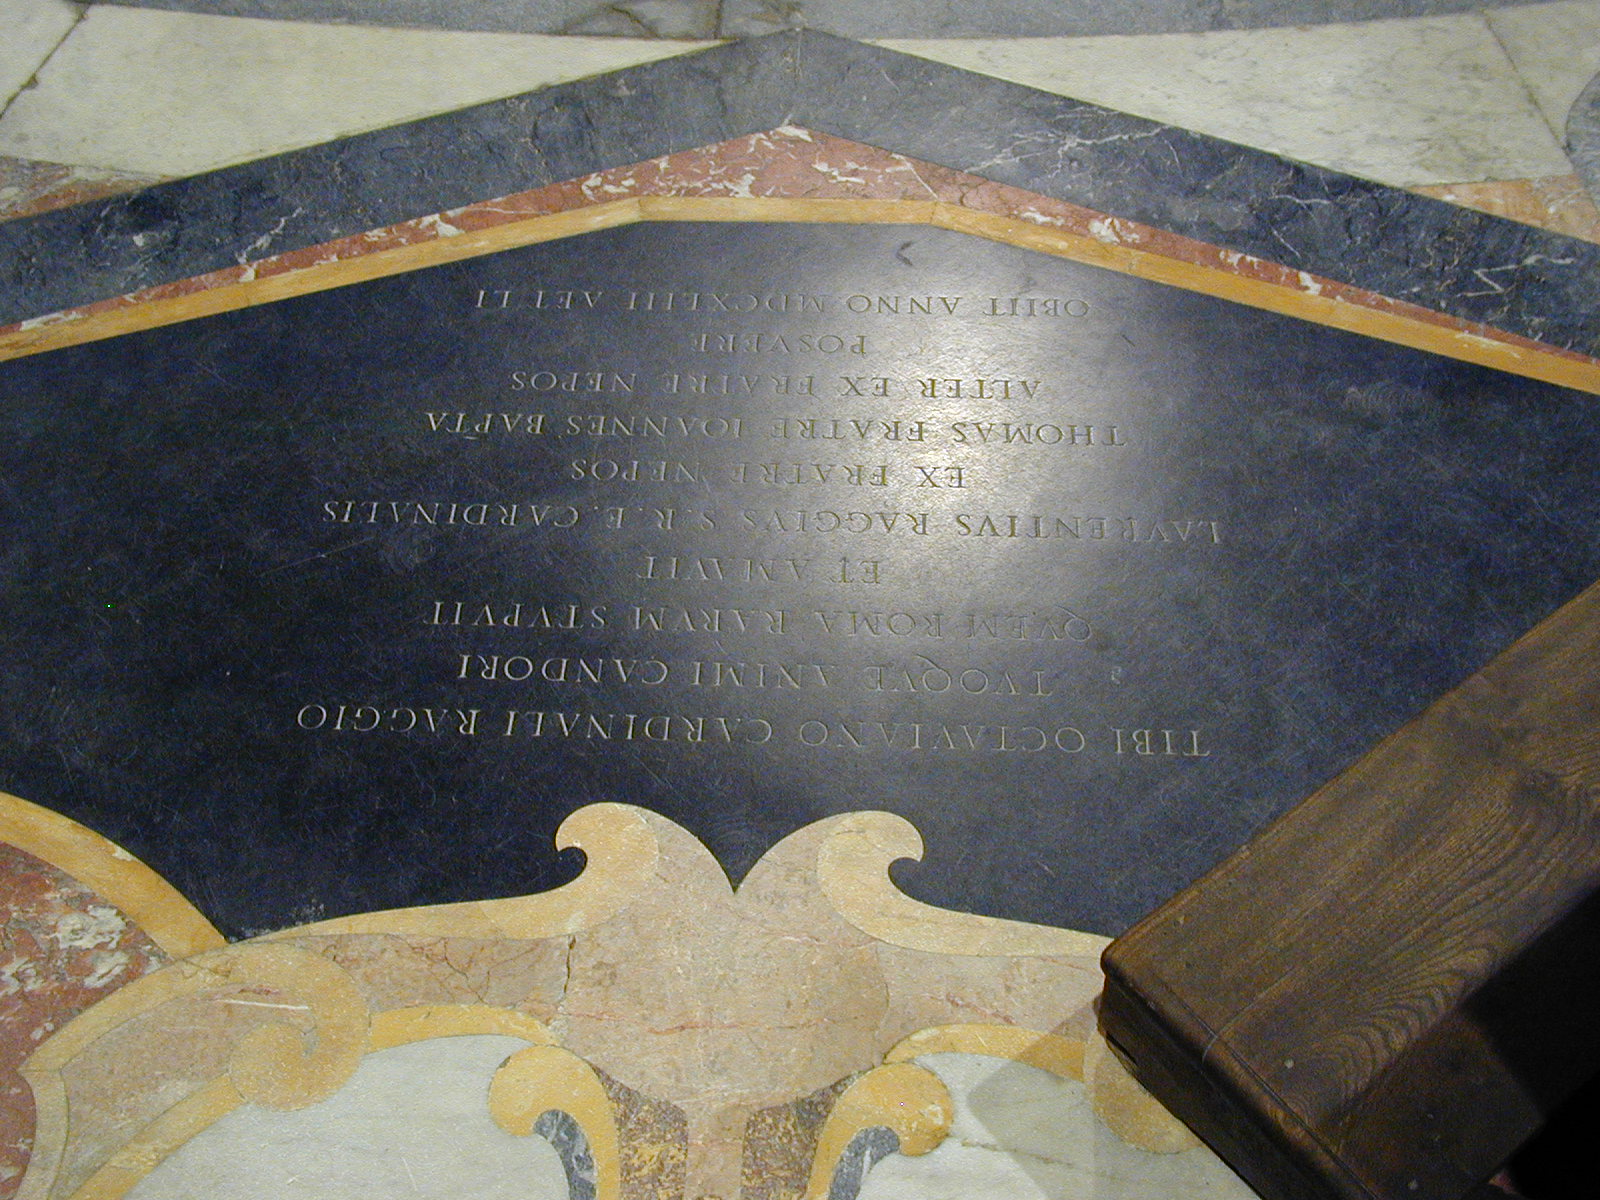 TIBI OCTAVIANO CARDINALI RAGGIO
TVOQVE ANIMI CANDORI
QVEM ROMA RARVM STVPVIT
ET AMAVIT
LAVRENTIVS RAGGIVS S.R.E. CARDINALIS
EX FRATRE NEPOS
THOMAS FRATRE IOANNES BAPTA
ALTER EX FRATRE NEPOS
POSVERE
OBIIT ANNO MDCXLIII AET LI